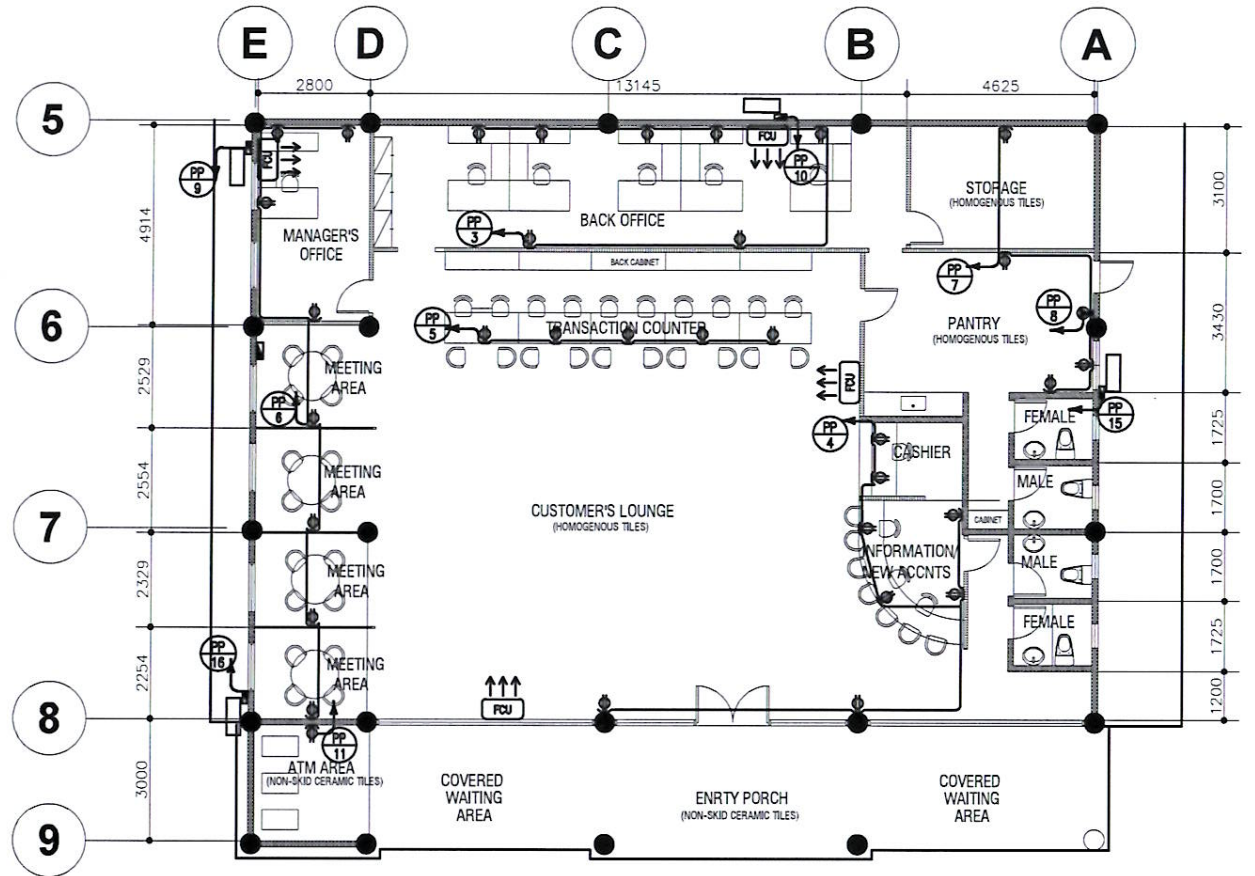 E
D
C
B
A
2800
13145
4625
5
6
7
8
9
4914
2529
2554
2329
2254
3000
3100
3430
1725
1700
1700
1725
1200
FCU
PP
9
FCU
PP
10
STORAGE
(HOMOGENOUS TILES)
MANAGER'S
OFFICE
BACK OFFICE
PP
3
BACK CABINET
PP
7
PP
8
PANTRY
(HOMOGENOUS TILES)
PP
5
TRANSACTION COUNTER
MEETING
AREA
PP
6
FCU
PP
15
PP
4
FEMALE
CASHIER
MEETING
AREA
MALE
CUSTOMER'S LOUNGE
(HOMOGENOUS TILES)
CABINET
INFORMATION/
NEW ACCNTS
MEETING
AREA
MALE
FEMALE
PP
16
MEETING
AREA
FCU
PP
11
ATM AREA
(NON-SKID CERAMIC TILES)
COVERED
WAITING
AREA
ENRTY PORCH
(NON-SKID CERAMIC TILES)
COVERED
WAITING
AREA